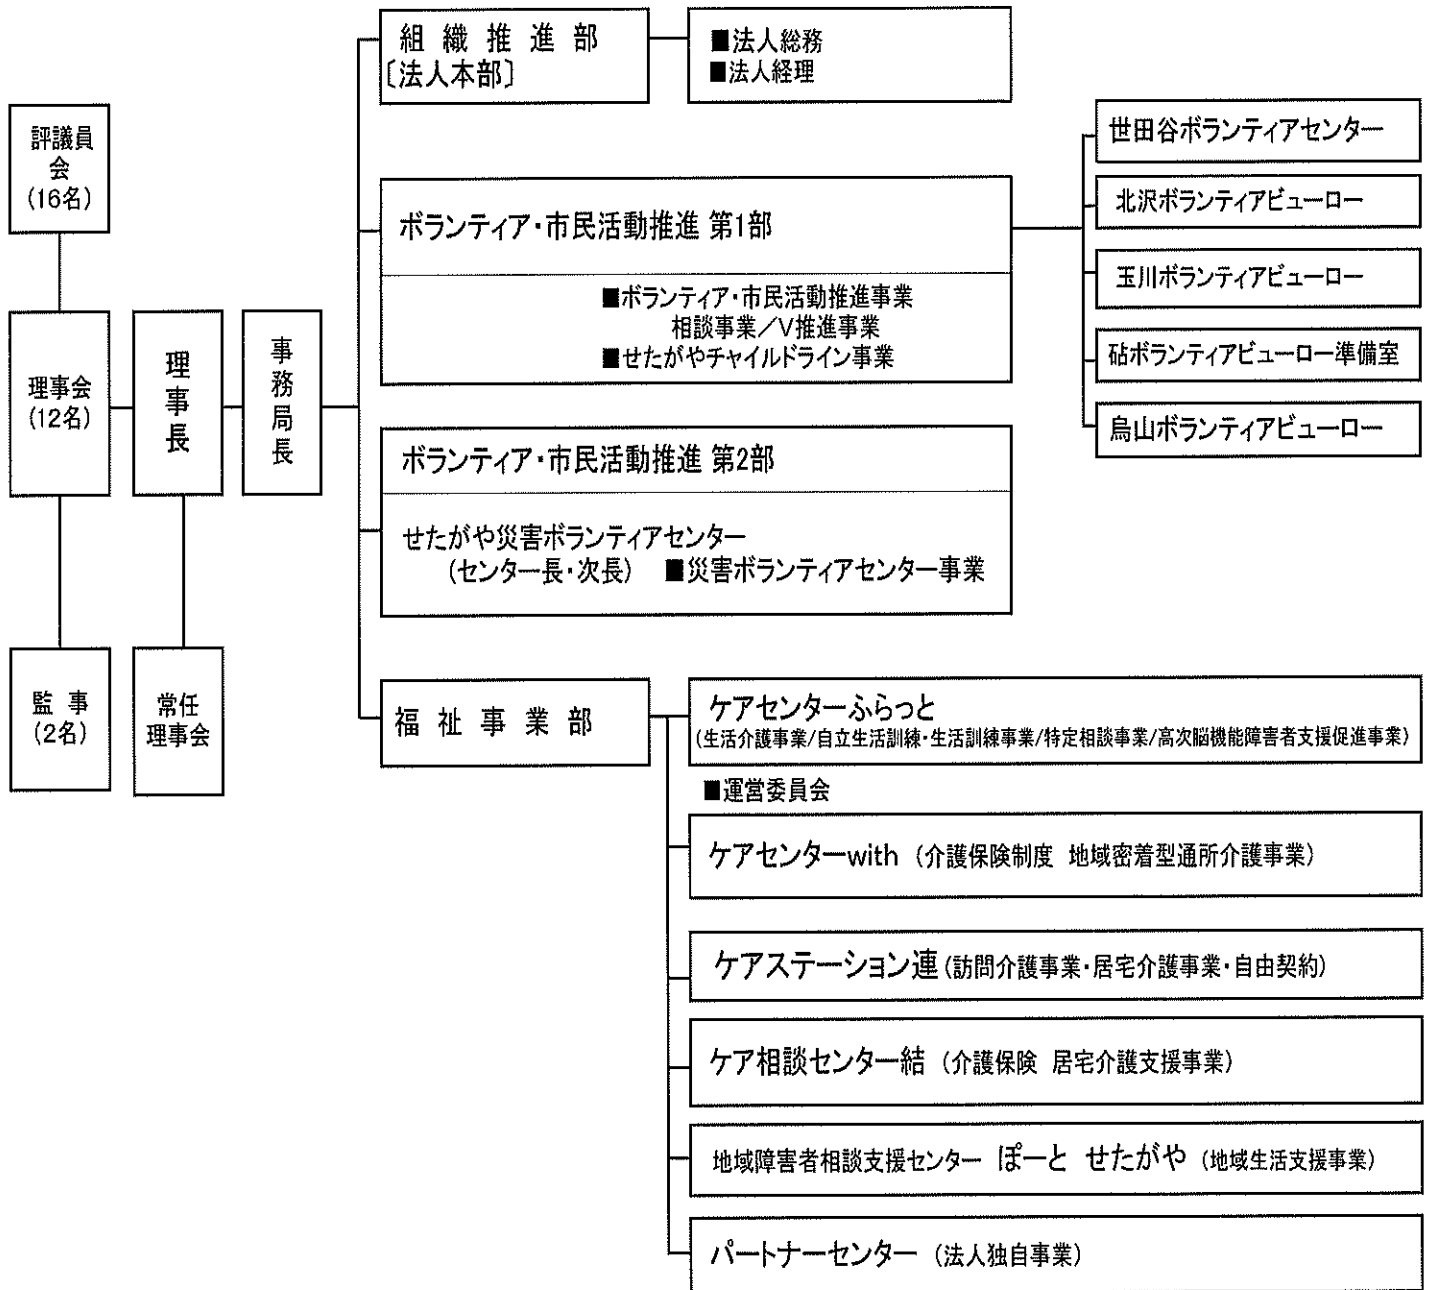 評議員
会
(16名)
理事会
(12名)
監 事
(2名)
理事長
常任
理事会
事務局長
組 織 推 進 部
〔法人本部〕
■法人総務
■法人経理
ボランティア・市民活動推進 第1部
■ボランティア・市民活動推進事業
相談事業／V推進事業
■せたがやチャイルドライン事業
世田谷ボランティアセンター
北沢ボランティアビューロー
玉川ボランティアビューロー
砧ボランティアビューロー準備室
烏山ボランティアビューロー
ボランティア・市民活動推進 第2部
せたがや災害ボランティアセンター
(センター長・次長) ■災害ボランティアセンター事業
福 祉 事 業 部
ケアセンターふらっと
(生活介護事業/自立生活訓練・生活訓練事業/特定相談事業/高次脳機能障害者支援促進事業)
■運営委員会
ケアセンターwith (介護保険制度 地域密着型通所介護事業)
ケアステーション連(訪問介護事業・居宅介護事業・自由契約)
ケア相談センター結 (介護保険 居宅介護支援事業)
地域障害者相談支援センター ぽーと せたがや (地域生活支援事業)
パートナーセンター (法人独自事業)